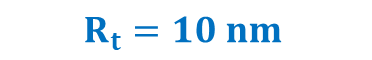 Rₜ = 10 nm